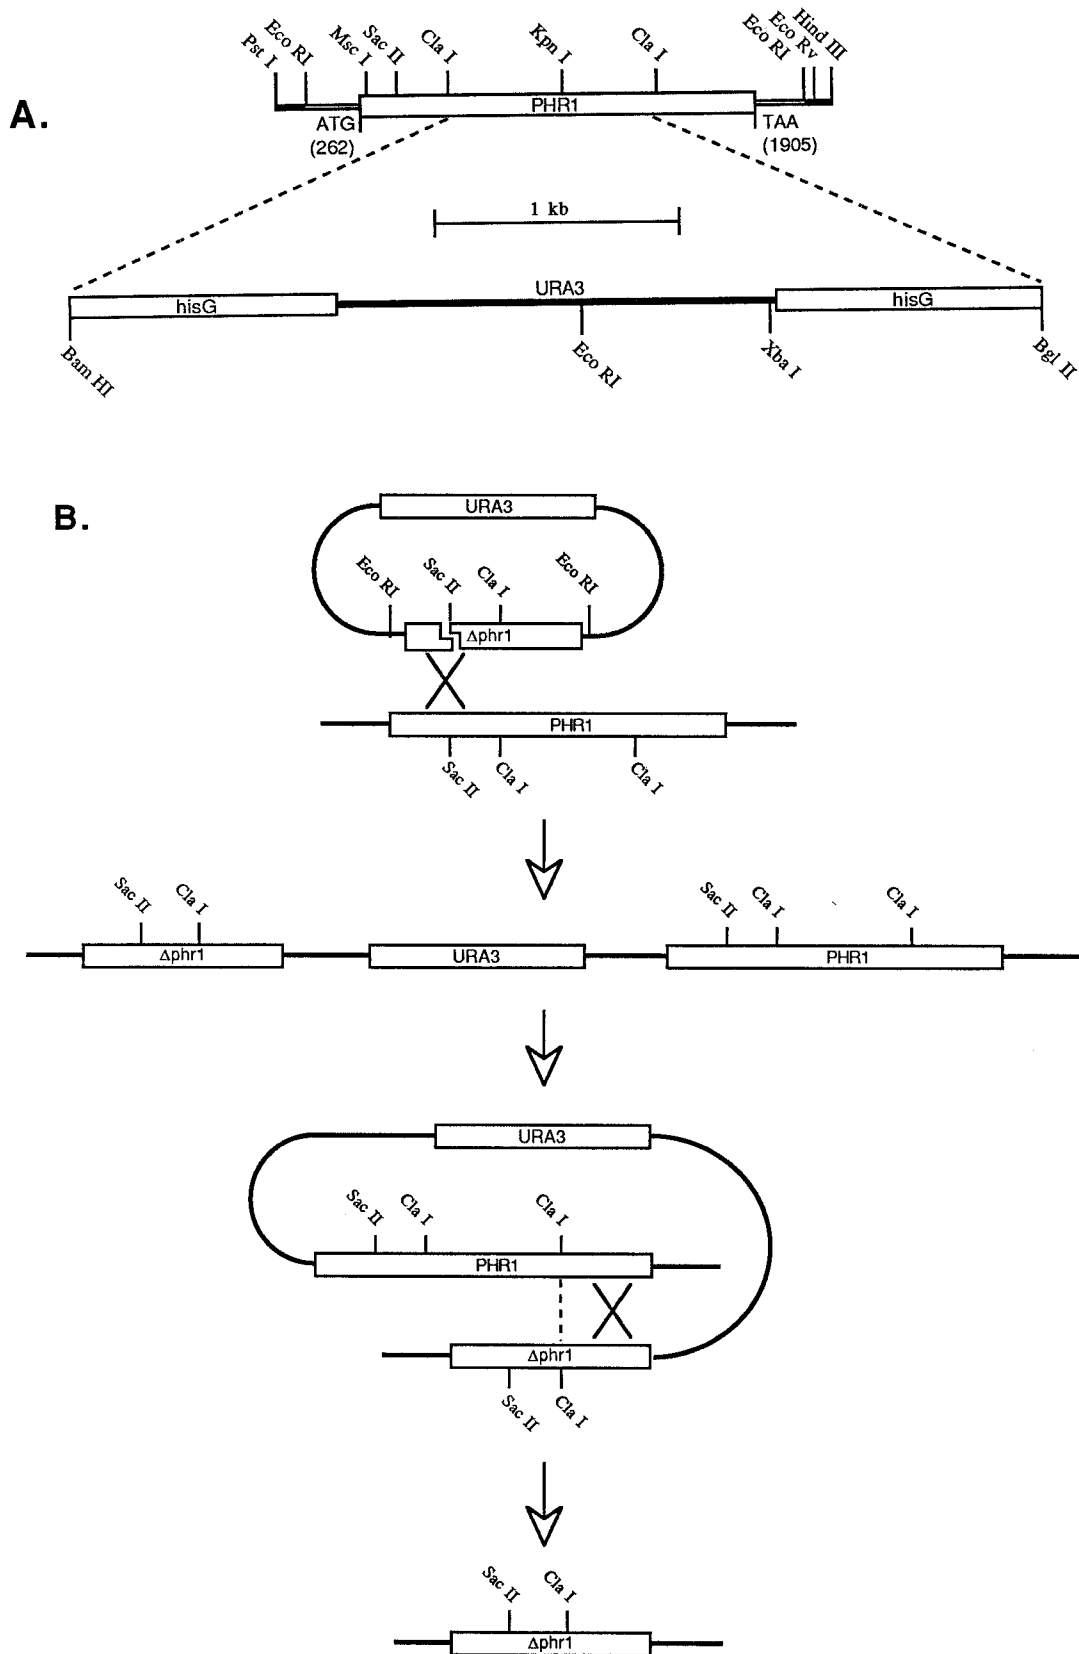 A.
Pst I
Eco RI
Msc I
Sac II
Cla I
Kpn I
Cla I
Eco RI
Eco Rv
Hind III
PHR1
ATG
(262)
TAA
(1905)
1 kb
hisG
URA3
hisG
Bam HI
Eco RI
Xba I
Bgl II
B.
URA3
Eco RI
Sac II
Cla I
Eco RI
Δphr1
PHR1
Sac II
Cla I
Cla I
Sac II
Cla I
Sac II
Cla I
Cla I
Δphr1
URA3
PHR1
URA3
Sac II
Cla I
Cla I
PHR1
Δphr1
Sac II
Cla I
Sac II
Cla I
Δphr1